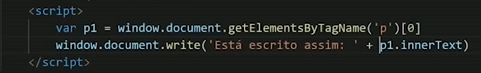 <script>
var p1 = window.document.getElementsByTagName('p')[0]
window.document.write('Está escrito assim: ' + p1.innerText)
</script>